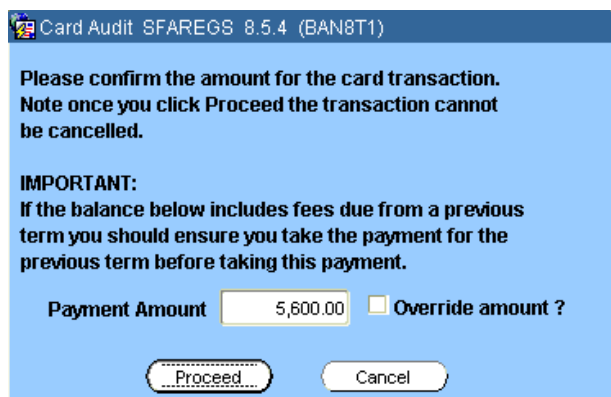 Card Audit SFAREGS 8.5.4 (BAN8T1)
Please confirm the amount for the card transaction.
Note once you click Proceed the transaction cannot
be cancelled.
IMPORTANT:
If the balance below includes fees due from a previous
term you should ensure you take the payment for the
previous term before taking this payment.
Payment Amount 5,600.00 Override amount ?
Proceed Cancel